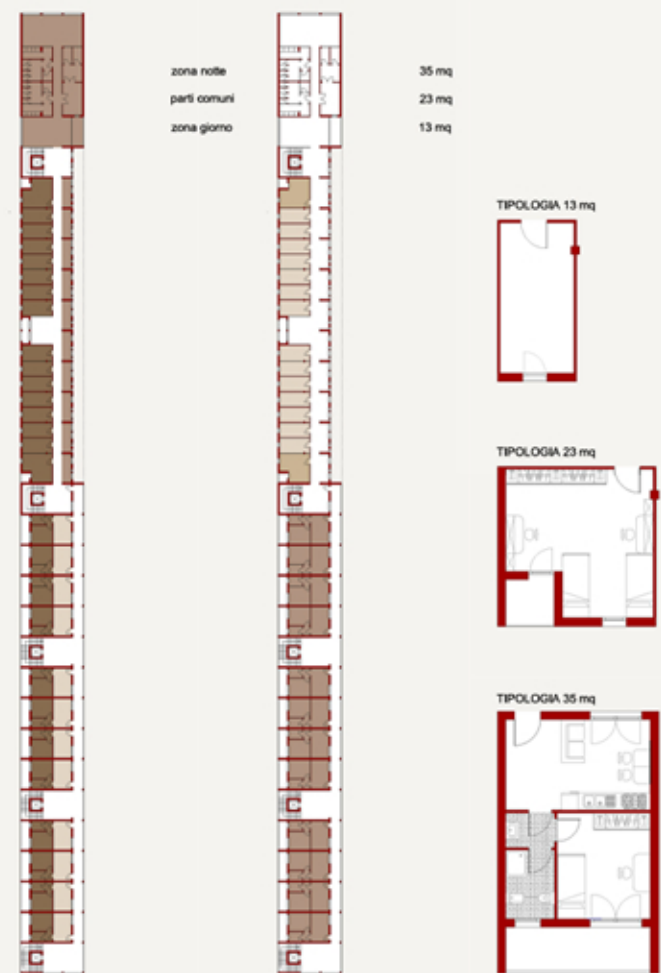 zona notte
parti comuni
zona giorno
35 mq
23 mq
13 mq
TIPOLOGIA 13 mq
TIPOLOGIA 23 mq
TIPOLOGIA 35 mq